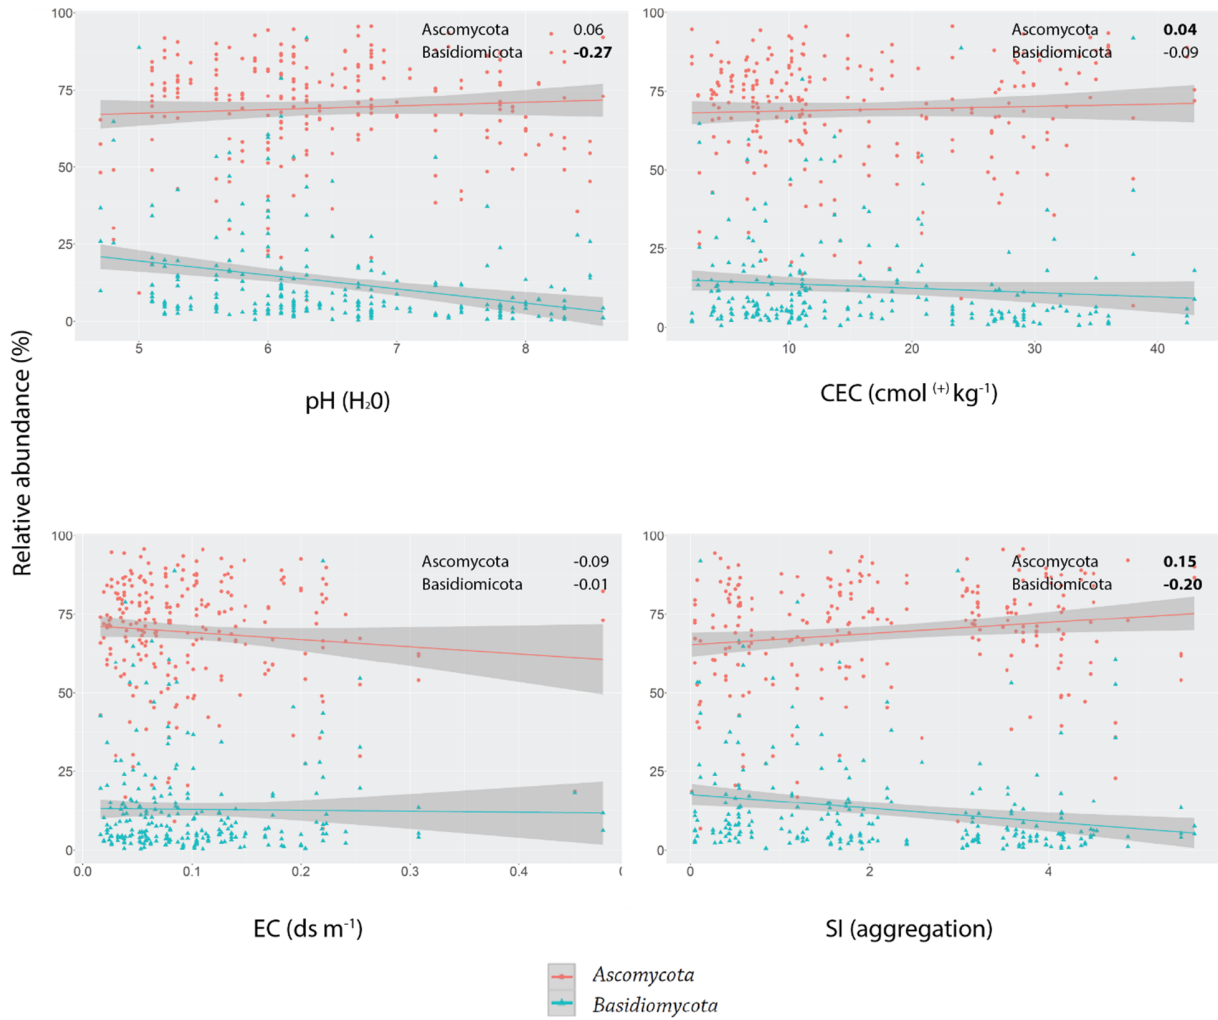 Relative abundance (%)
100
75
50
25
0
5 6 7 8
Ascomycota 0.06
Basidiomicota -0.27
pH (H₂0)
100
75
50
25
0
10 20 30 40
Ascomycota 0.04
Basidiomicota -0.09
CEC (cmol ⁽⁺⁾ kg⁻¹)
100
75
50
25
0
0.0 0.1 0.2 0.3 0.4
Ascomycota -0.09
Basidiomicota -0.01
EC (ds m⁻¹)
100
75
50
25
0
0 2 4
Ascomycota 0.15
Basidiomicota -0.20
SI (aggregation)
Ascomycota
Basidiomycota